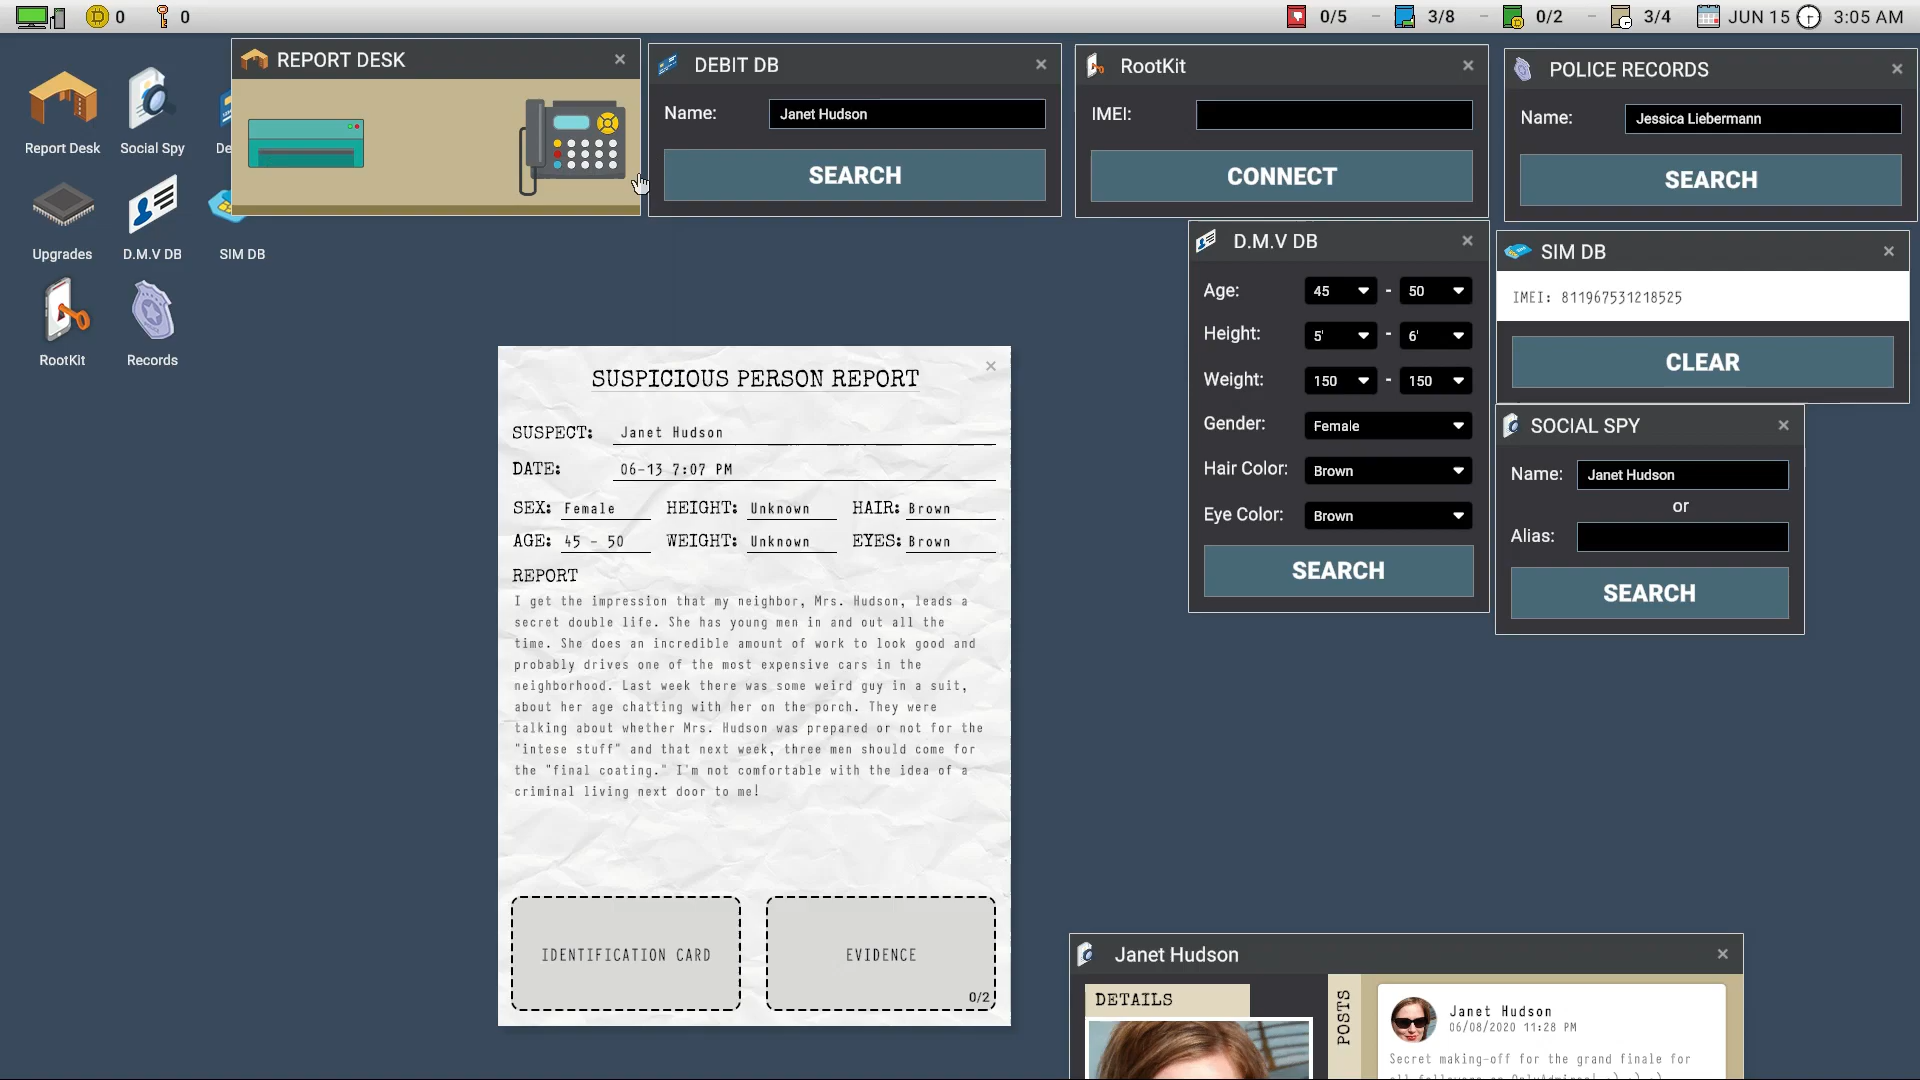 0
0
0/5
3/8
0/2
3/4
JUN 15
3:05 AM
Report Desk
Social Spy
De
Upgrades
D.M.V DB
SIM DB
RootKit
Records
REPORT DESK
DEBIT DB
Name: Janet Hudson
SEARCH
RootKit
IMEI:
CONNECT
POLICE RECORDS
Name: Jessica Liebermann
SEARCH
D.M.V DB
Age: 45 - 50
Height: 5' - 6'
Weight: 150 - 150
Gender: Female
Hair Color: Brown
Eye Color: Brown
SEARCH
SIM DB
IMEI: 811967531218525
CLEAR
SOCIAL SPY
Name: Janet Hudson
or
Alias:
SEARCH
SUSPICIOUS PERSON REPORT
SUSPECT: Janet Hudson
DATE: 06-13 7:07 PM
SEX: Female HEIGHT: Unknown HAIR: Brown
AGE: 45 - 50 WEIGHT: Unknown EYES: Brown
REPORT
I get the impression that my neighbor, Mrs. Hudson, leads a
secret double life. She has young men in and out all the
time. She does an incredible amount of work to look good and
probably drives one of the most expensive cars in the
neighborhood. Last week there was some weird guy in a suit,
about her age chatting with her on the porch. They were
talking about whether Mrs. Hudson was prepared or not for the
"intese stuff" and that next week, three men should come for
the "final coating." I'm not comfortable with the idea of a
criminal living next door to me!
IDENTIFICATION CARD
EVIDENCE
0/2
Janet Hudson
DETAILS
POSTS
Janet Hudson
06/08/2020 11:28 PM
Secret making-off for the grand finale for